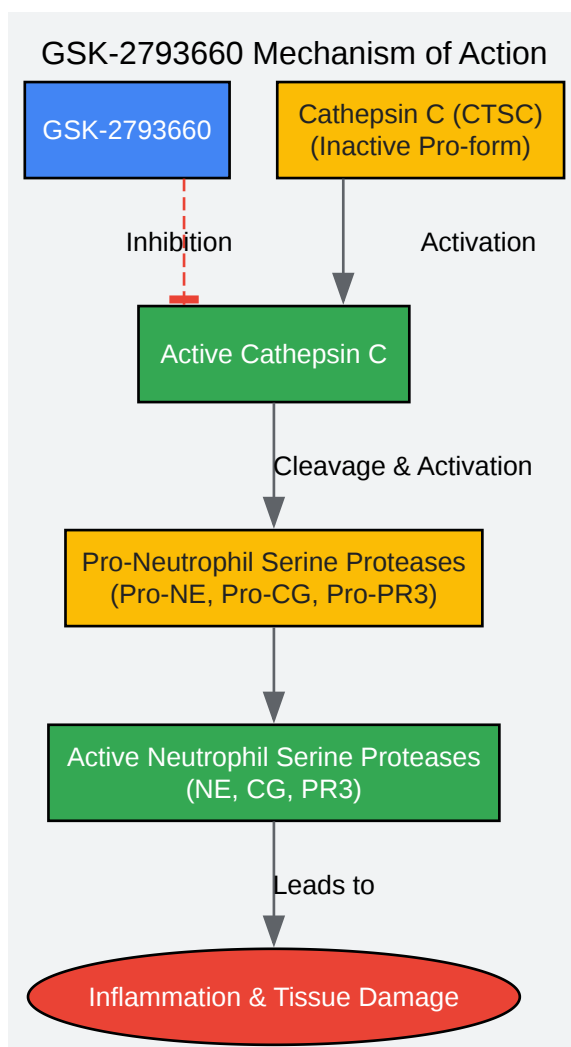 GSK-2793660 Mechanism of Action
GSK-2793660
Cathepsin C (CTSC)
(Inactive Pro-form)
Inhibition
Activation
Active Cathepsin C
Cleavage & Activation
Pro-Neutrophil Serine Proteases
(Pro-NE, Pro-CG, Pro-PR3)
Active Neutrophil Serine Proteases
(NE, CG, PR3)
Leads to
Inflammation & Tissue Damage